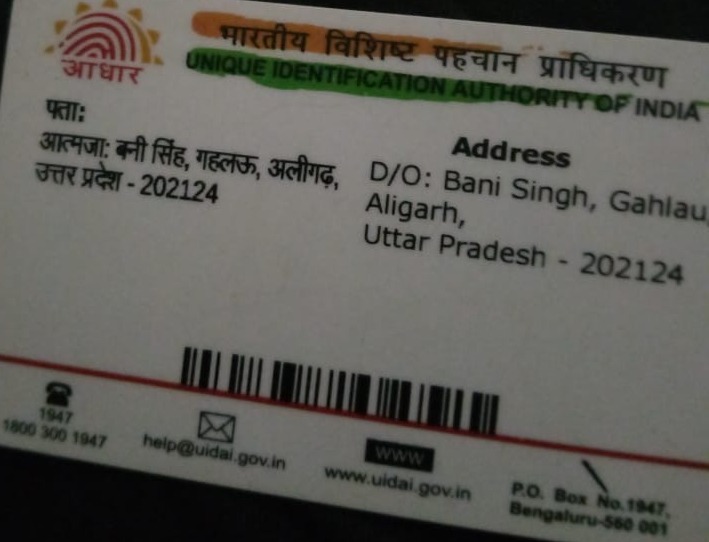 भारतीय विशिष्ट पहचान प्राधिकरण
UNIQUE IDENTIFICATION AUTHORITY OF INDIA
आधार
पता:
आत्मजा: बनी सिंह, गहलऊ, अलीगढ़,
उत्तर प्रदेश - 202124
Address
D/O: Bani Singh, Gahlau,
Aligarh,
Uttar Pradesh - 202124
1947
1800 300 1947
help@uidai.gov.in
WWW
www.uidai.gov.in
P.O. Box No.1947,
Bengaluru-560 001